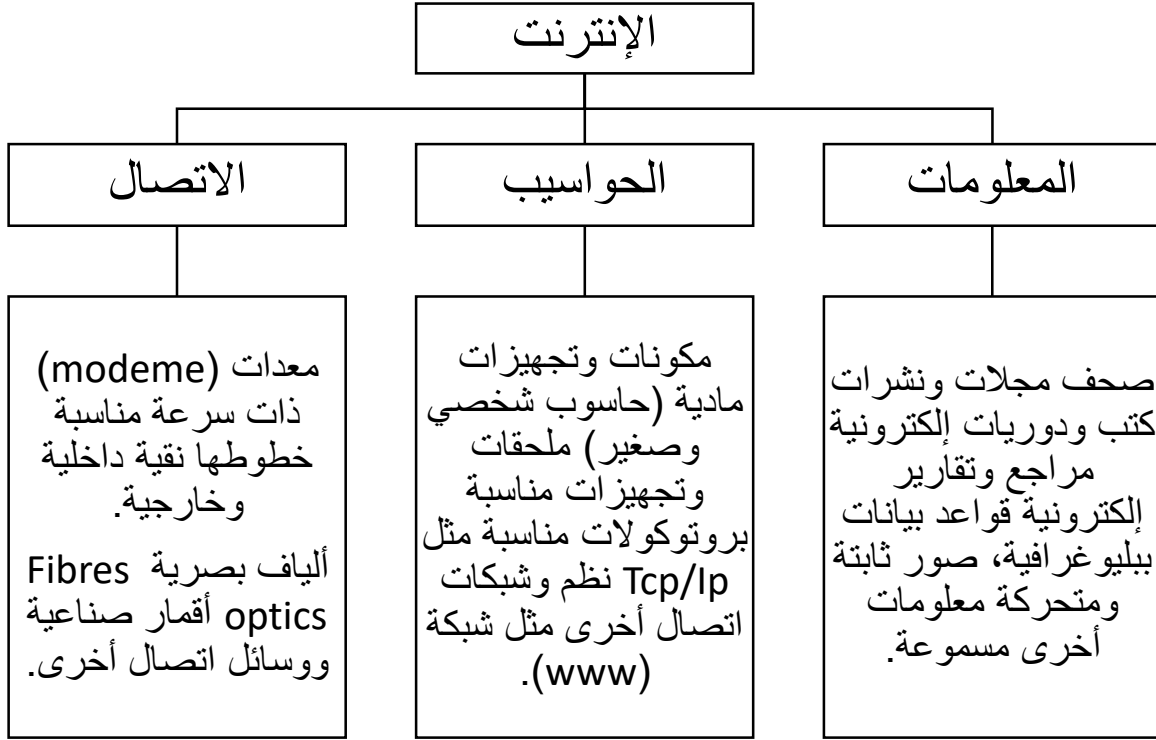 الإنترنت
المعلومات
الحواسيب
الاتصال
صحف مجلات ونشرات
كتب ودوريات إلكترونية
مراجع وتقارير
إلكترونية قواعد بيانات
ببليوغرافية، صور ثابتة
ومتحركة معلومات
أخرى مسموعة.
مكونات وتجهيزات
مادية (حاسوب شخصي
وصغير) ملحقات
وتجهيزات مناسبة
بروتوكولات مناسبة مثل
Tcp/Ip نظم وشبكات
اتصال أخرى مثل شبكة
(www).
معدات (modeme)
ذات سرعة مناسبة
خطوطها نقية داخلية
وخارجية.
ألياف بصرية Fibres
optics أقمار صناعية
ووسائل اتصال أخرى.